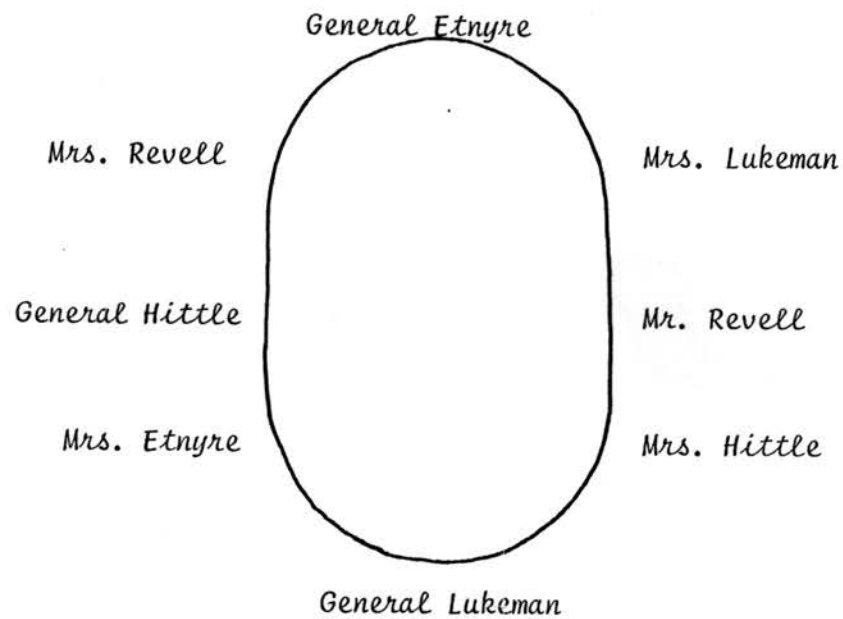 General Etnyre
Mrs. Revell
Mrs. Lukeman
General Hittle
Mr. Revell
Mrs. Etnyre
Mrs. Hittle
General Lukeman